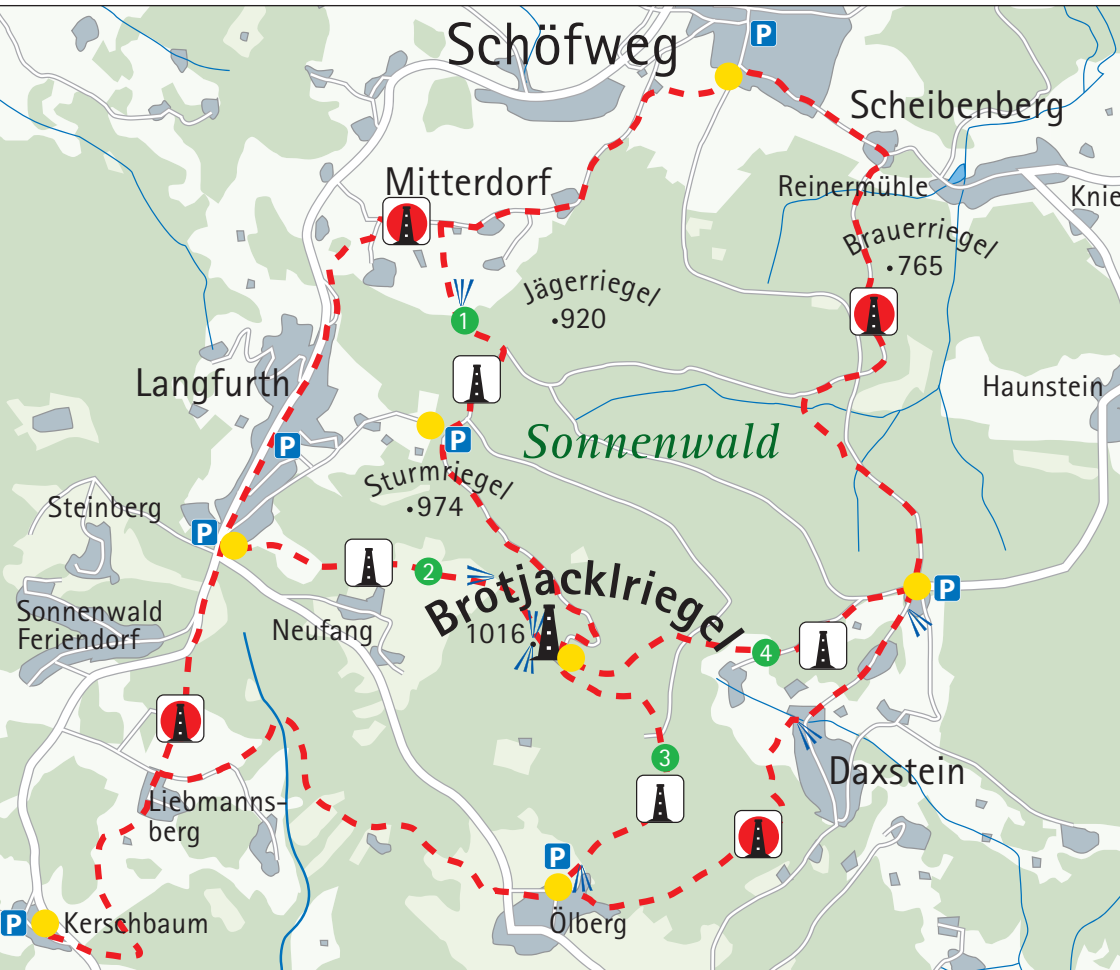 Schöfweg
P
Scheibenberg
Mitterdorf
Reinermühle
Knie
Brauerriegel
•765
Jägerriegel
•920
1
Langfurth
Haunstein
P
P
Sonnenwald
Sturmriegel
•974
Steinberg
P
2
Brotjacklriegel
1016•
P
Sonnenwald
Feriendorf
Neufang
4
3
Daxstein
Liebmanns-
berg
P
P
Kerschbaum
Ölberg